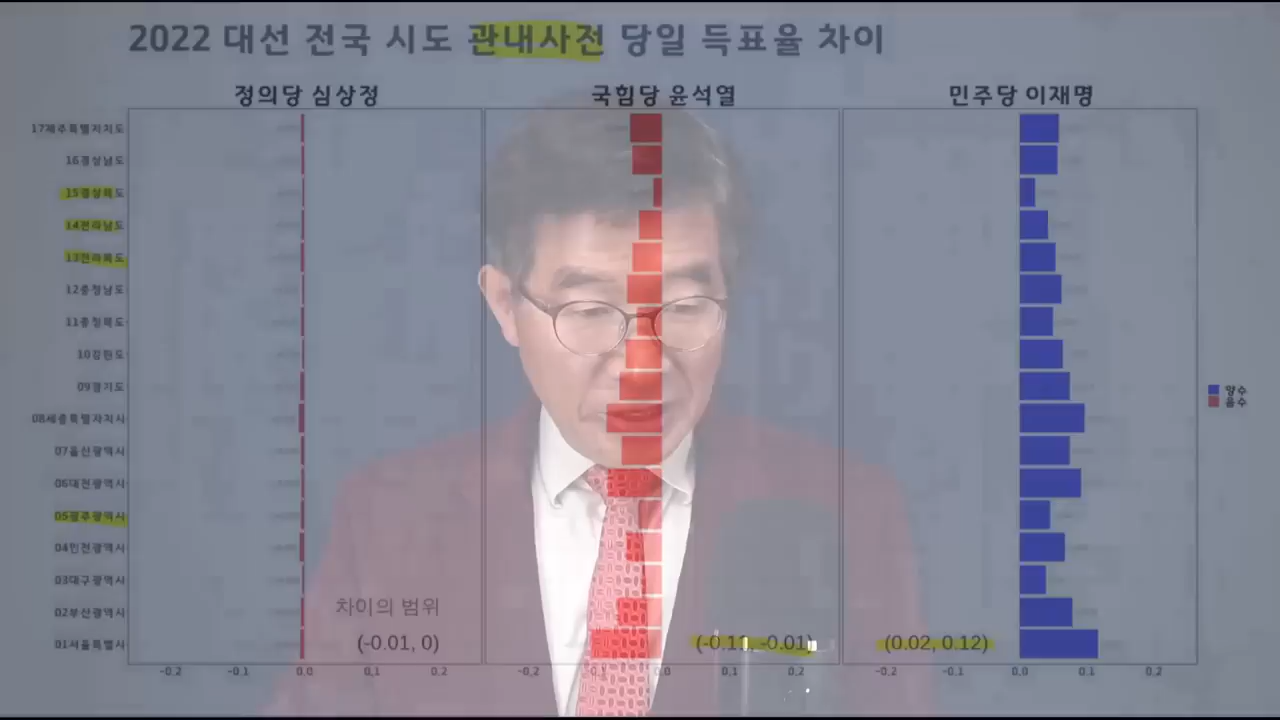 2022 대선 전국 시도 관내사전 당일 득표율 차이
정의당 심상정 국힘당 윤석열 민주당 이재명
17제주특별자치도
16경상남도
15경상북도
14전라남도
13전라북도
12충청남도
11충청북도
10강원도
09경기도
08세종특별자치시
07울산광역시
06대전광역시
05광주광역시
04인천광역시
03대구광역시
02부산광역시
01서울특별시
양수
음수
차이의 범위
(-0.01, 0) (-0.11, -0.01) (0.02, 0.12)
-0.2 -0.1 0.0 0.1 0.2 -0.2 -0.1 0.0 0.1 0.2 -0.2 -0.1 0.0 0.1 0.2